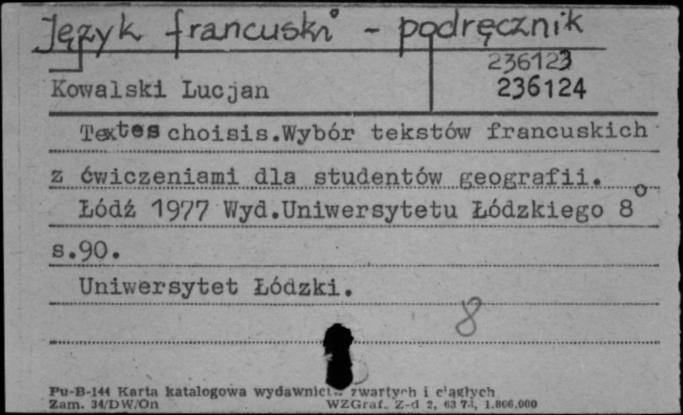 Język francuski - podręcznik
236123
Kowalski Lucjan 236124
Textes choisis.Wybór tekstów francuskich
z ćwiczeniami dla studentów geografii.
Łódź 1977 Wyd.Uniwersytetu Łódzkiego 8°
s.90.
Uniwersytet Łódzki.
8
Pu-B-144 Karta katalogowa wydawnictw zwartych i ciągłych
Zam. 34/DW/On WZGraf. Z-d 2, 1.866.000